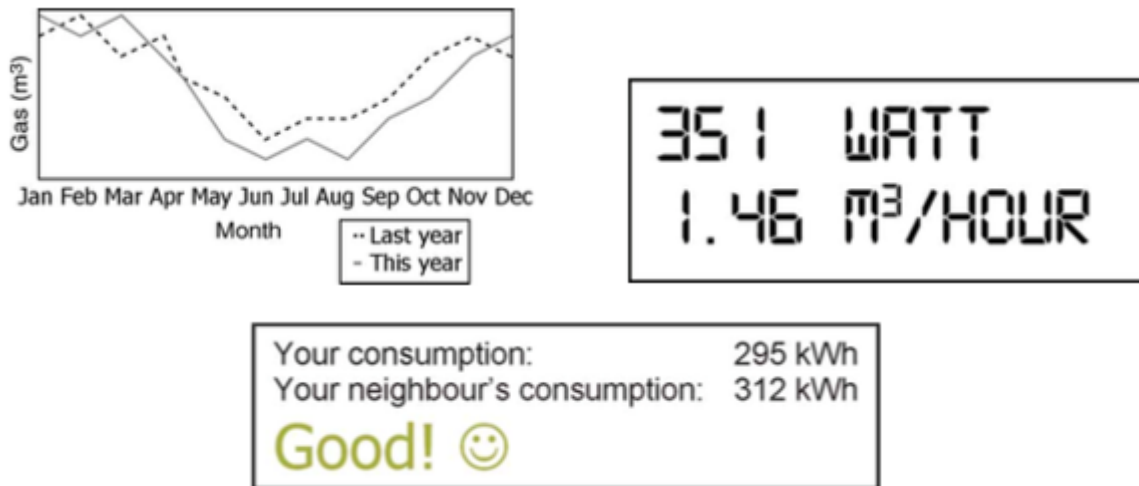 Gas (m³)
Jan Feb Mar Apr May Jun Jul Aug Sep Oct Nov Dec
Month
Last year
This year
351 WATT
1.46 M³/HOUR
Your consumption: 295 kWh
Your neighbour's consumption: 312 kWh
Good! ☺